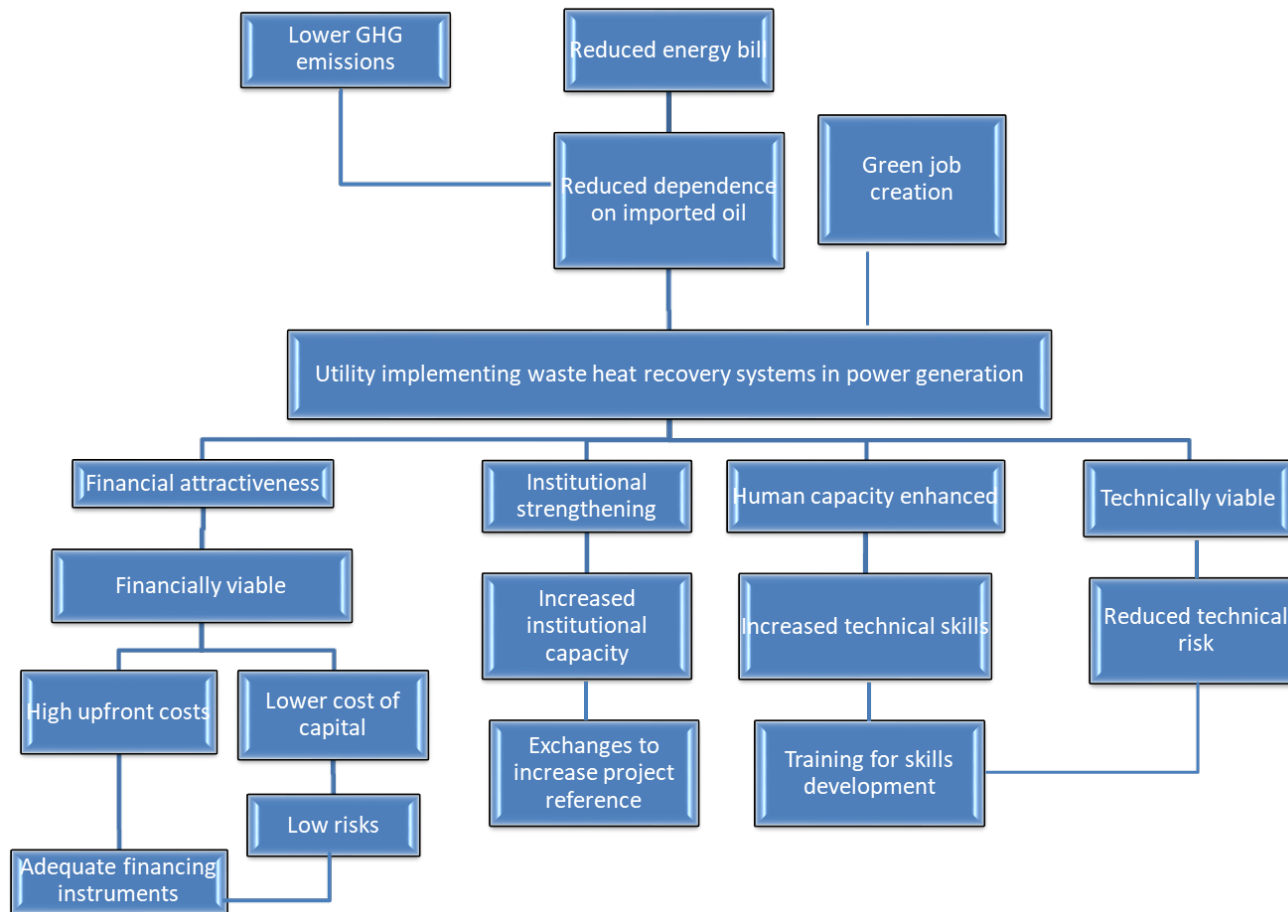 Lower GHG
emissions
Reduced energy bill
Green job
creation
Reduced dependence
on imported oil
Utility implementing waste heat recovery systems in power generation
Financial attractiveness
Institutional
strengthening
Human capacity enhanced
Technically viable
Financially viable
Increased
institutional
capacity
Increased technical skills
Reduced technical
risk
High upfront costs
Lower cost of
capital
Exchanges to
increase project
reference
Training for skills
development
Low risks
Adequate financing
instruments